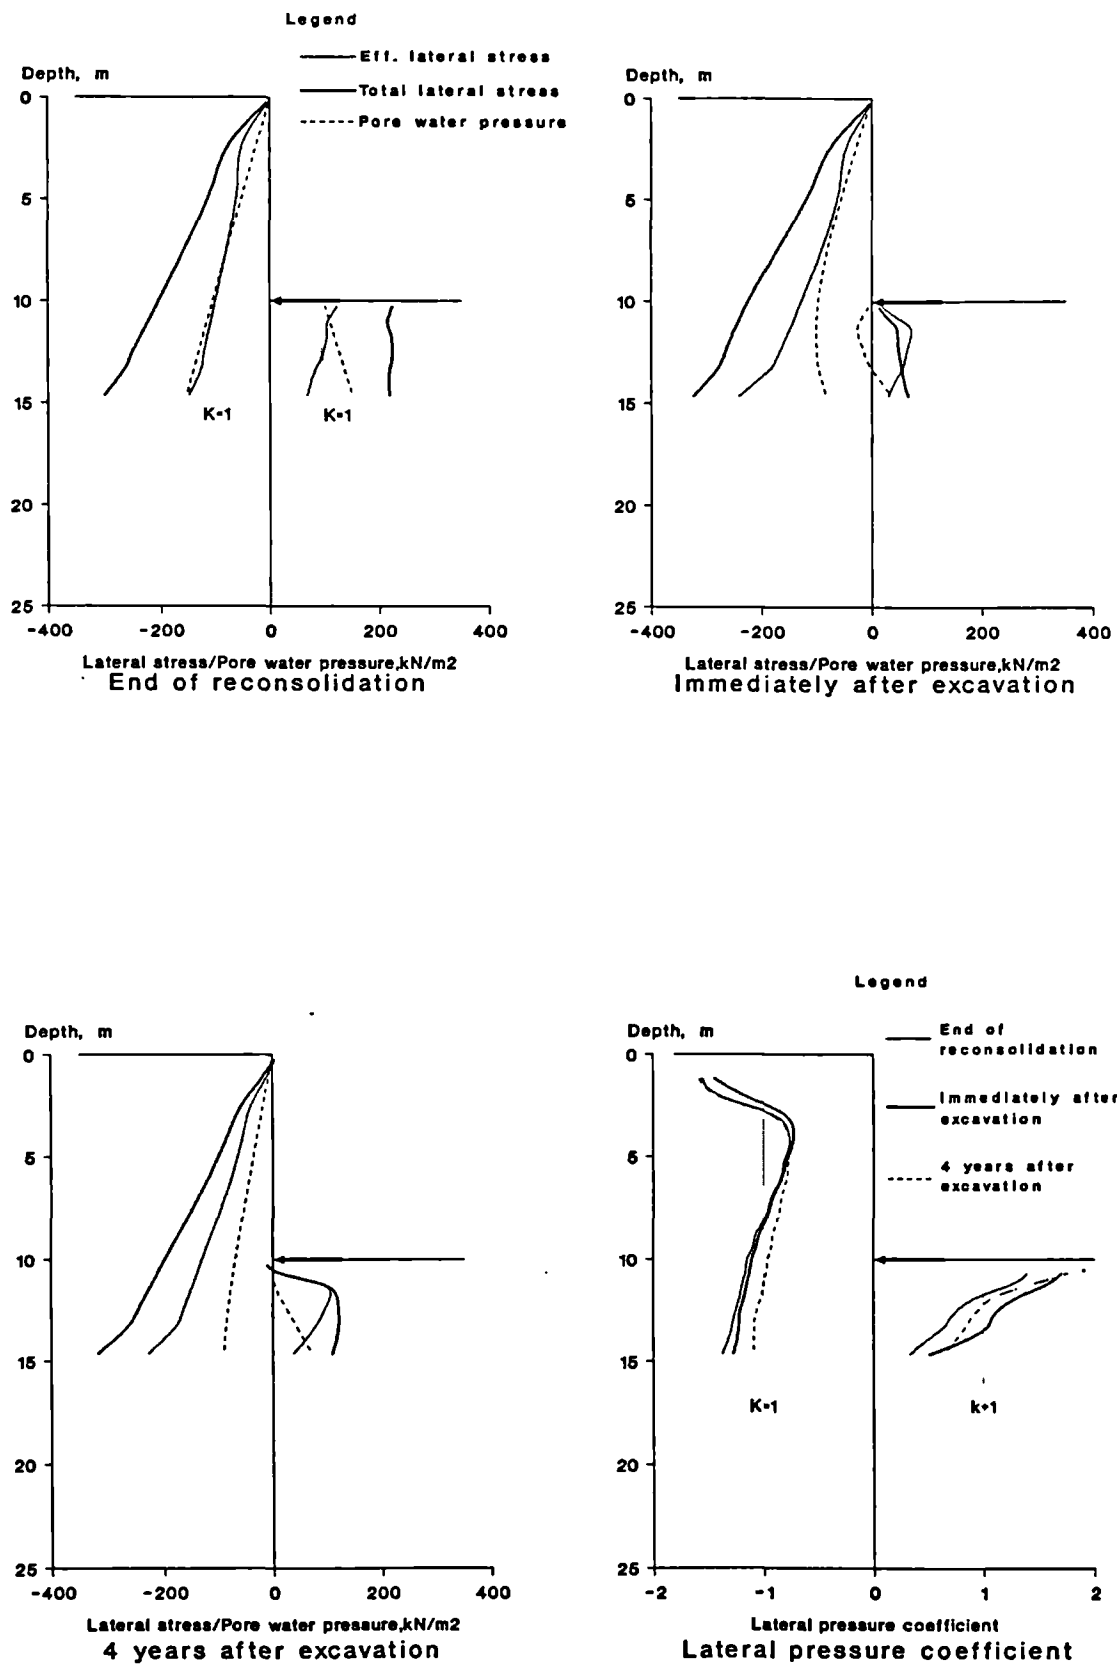 Legend
Eff. lateral stress
Total lateral stress
Pore water pressure
Depth, m
0
5
10
15
20
25
-400 -200 0 200 400
K=1 K=1
Lateral stress/Pore water pressure,kN/m2
End of reconsolidation
Depth, m
0
5
10
15
20
25
-400 -200 0 200 400
Lateral stress/Pore water pressure,kN/m2
Immediately after excavation
Depth, m
0
5
10
15
20
25
-400 -200 0 200 400
Lateral stress/Pore water pressure,kN/m2
4 years after excavation
Legend
End of
reconsolidation
Immediately after
excavation
4 years after
excavation
Depth, m
0
5
10
15
20
25
K=1 k=1
-2 -1 0 1 2
Lateral pressure coefficient
Lateral pressure coefficient